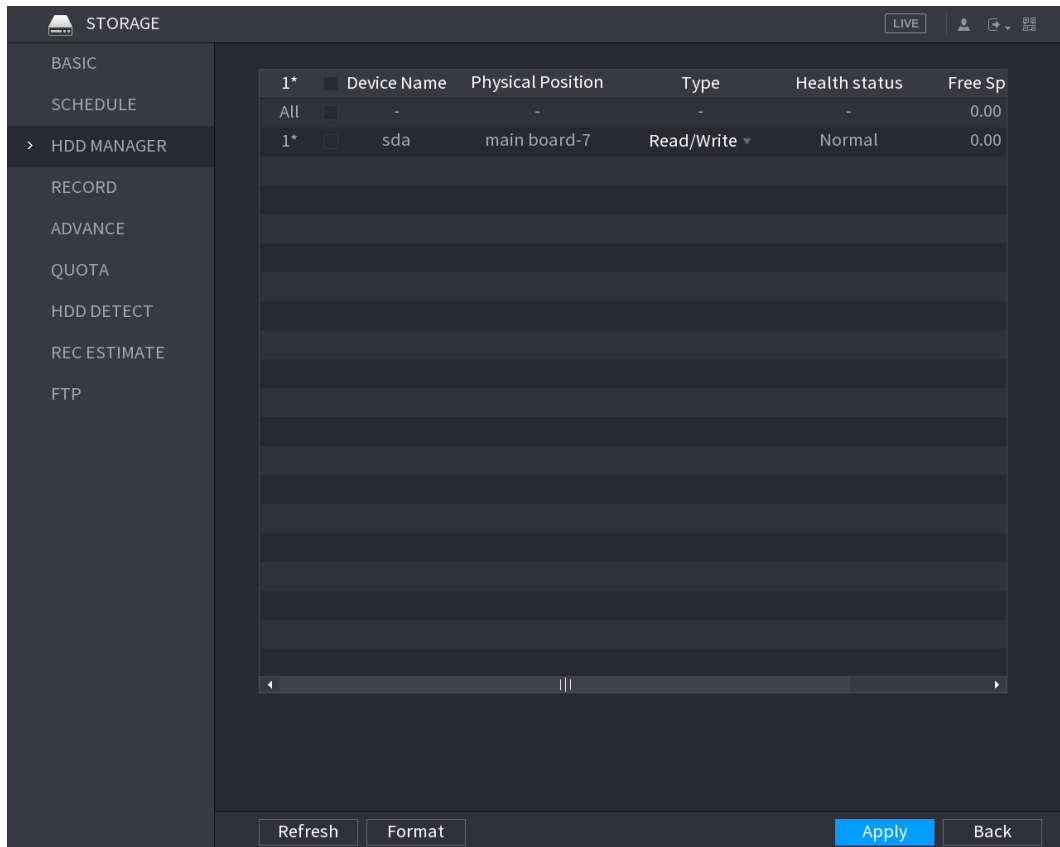 STORAGE
LIVE
BASIC
SCHEDULE
HDD MANAGER
RECORD
ADVANCE
QUOTA
HDD DETECT
REC ESTIMATE
FTP
1* Device Name Physical Position Type Health status Free Sp
All - - - - 0.00
1* sda main board-7 Read/Write Normal 0.00
Refresh Format Apply Back